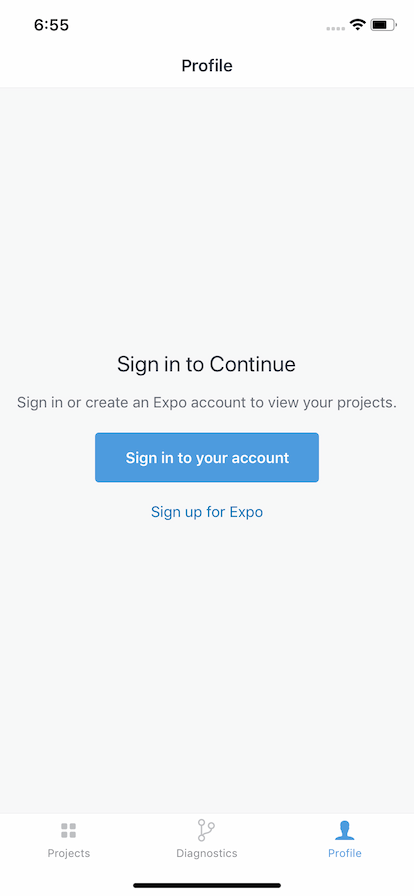 6:55
Profile
Sign in to Continue
Sign in or create an Expo account to view your projects.
Sign in to your account
Sign up for Expo
Projects
Diagnostics
Profile